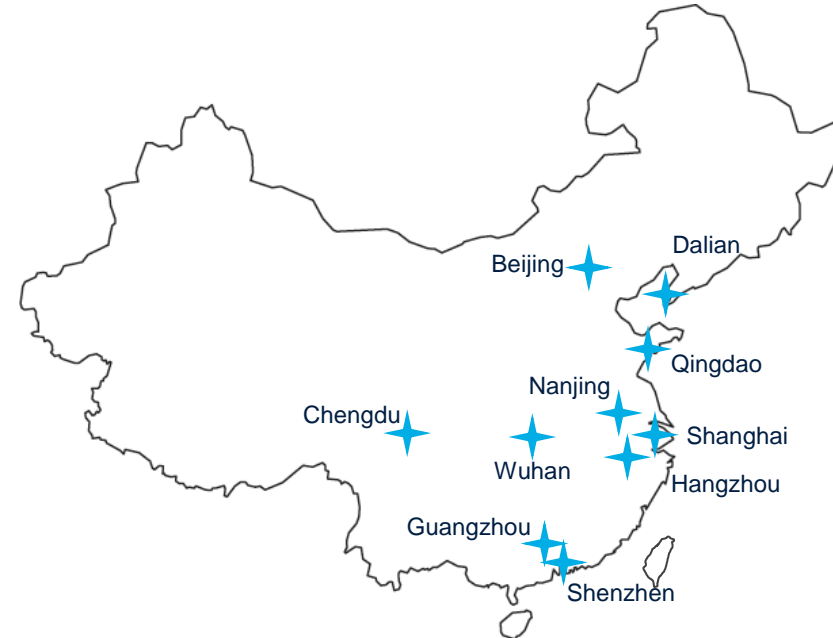 Dalian
Beijing
Qingdao
Nanjing
Chengdu
Shanghai
Wuhan
Hangzhou
Guangzhou
Shenzhen